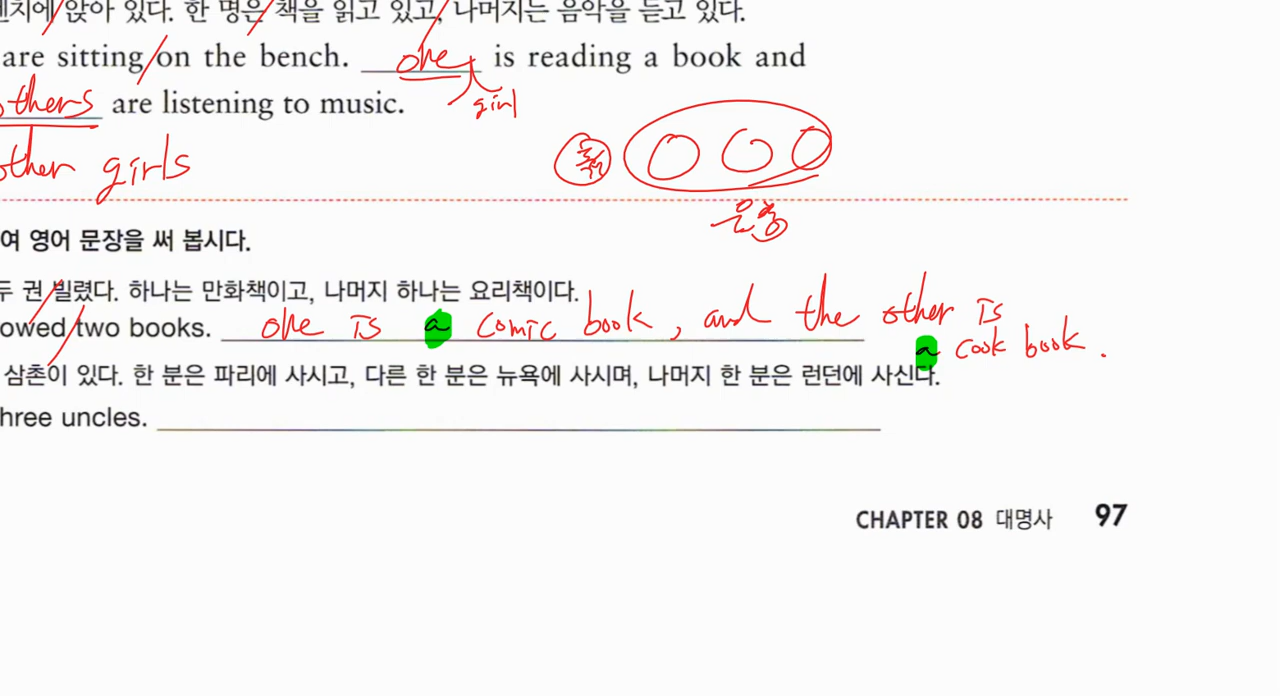 벤치에 앉아 있다. 한 명은 책을 읽고 있고, 나머지는 음악을 듣고 있다.
are sitting on the bench. one is reading a book and
girl
others are listening to music.
other girls
음악
여 영어 문장을 써 봅시다.
두 권 빌렸다. 하나는 만화책이고, 나머지 하나는 요리책이다.
owed two books. one is a comic book, and the other is
a cook book.
삼촌이 있다. 한 분은 파리에 사시고, 다른 한 분은 뉴욕에 사시며, 나머지 한 분은 런던에 사신다.
hree uncles.
CHAPTER 08 대명사 97